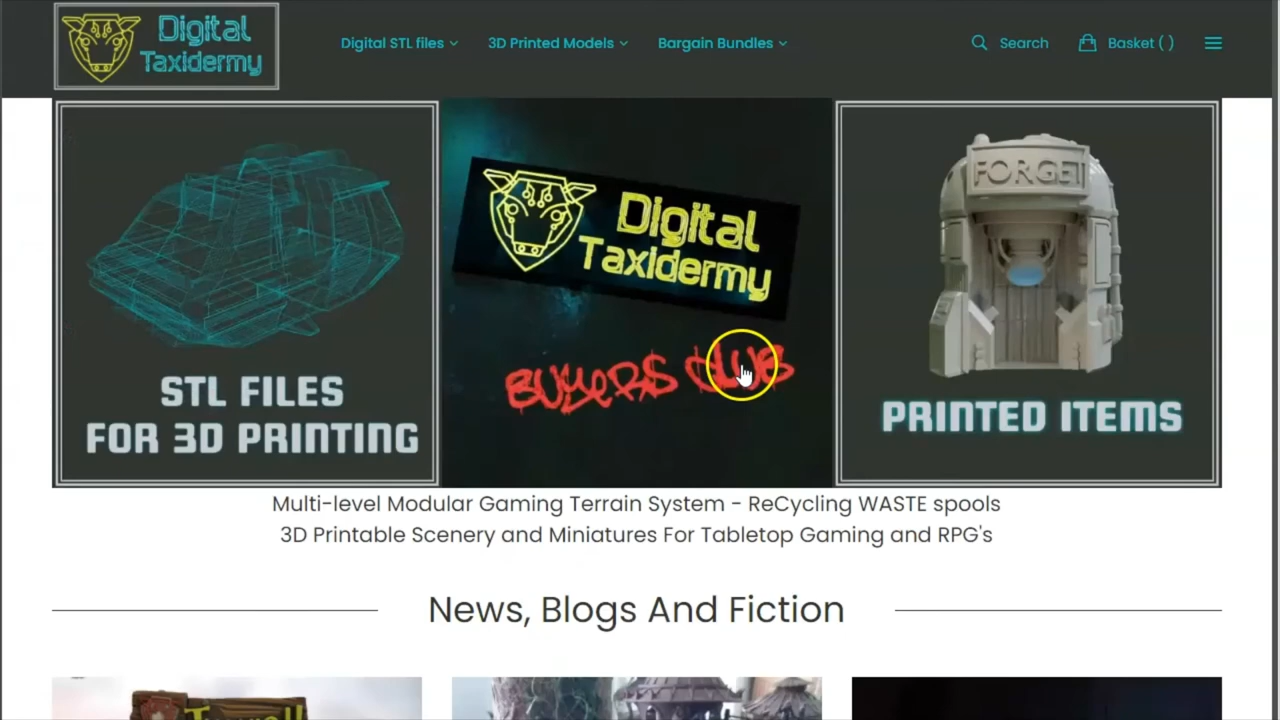 Digital
Taxidermy
Digital STL files
3D Printed Models
Bargain Bundles
Search
Basket ( )
STL FILES
FOR 3D PRINTING
Digital
Taxidermy
BUYERS CLUB
FORGE
PRINTED ITEMS
Multi-level Modular Gaming Terrain System - ReCycling WASTE spools
3D Printable Scenery and Miniatures For Tabletop Gaming and RPG's
News, Blogs And Fiction